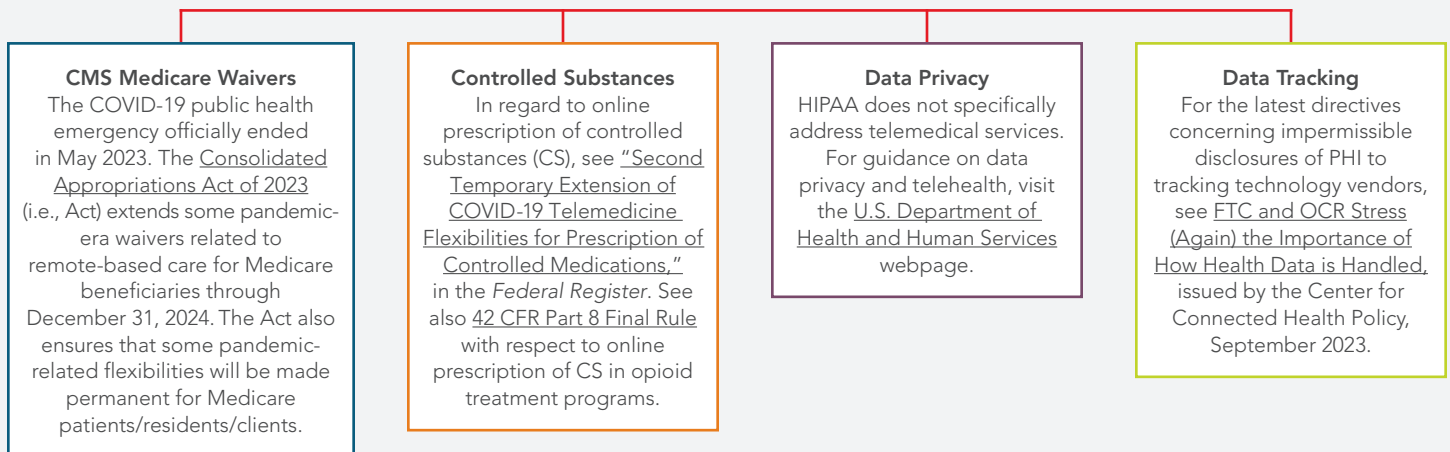 CMS Medicare Waivers
The COVID-19 public health
emergency officially ended
in May 2023. The Consolidated
Appropriations Act of 2023
(i.e., Act) extends some pandemic-
era waivers related to
remote-based care for Medicare
beneficiaries through
December 31, 2024. The Act also
ensures that some pandemic-
related flexibilities will be made
permanent for Medicare
patients/residents/clients.
Controlled Substances
In regard to online
prescription of controlled
substances (CS), see “Second
Temporary Extension of
COVID-19 Telemedicine
Flexibilities for Prescription of
Controlled Medications,”
in the Federal Register. See
also 42 CFR Part 8 Final Rule
with respect to online
prescription of CS in opioid
treatment programs.
Data Privacy
HIPAA does not specifically
address telemedical services.
For guidance on data
privacy and telehealth, visit
the U.S. Department of
Health and Human Services
webpage.
Data Tracking
For the latest directives
concerning impermissible
disclosures of PHI to
tracking technology vendors,
see FTC and OCR Stress
(Again) the Importance of
How Health Data is Handled,
issued by the Center for
Connected Health Policy,
September 2023.